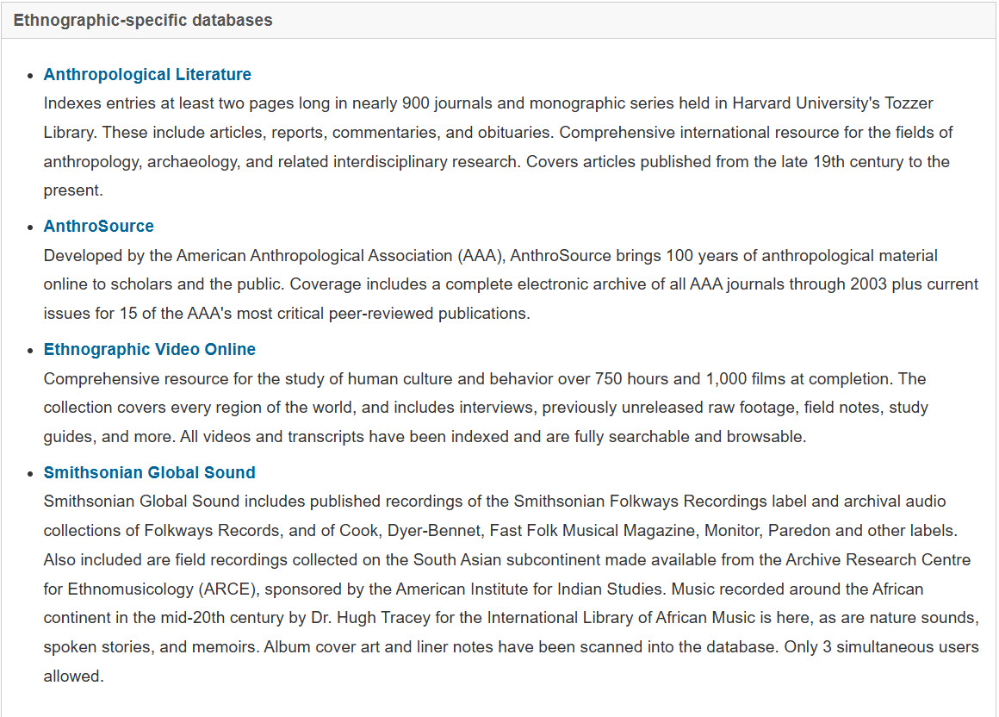 Ethnographic-specific databases
Anthropological Literature
Indexes entries at least two pages long in nearly 900 journals and monographic series held in Harvard University's Tozzer
Library. These include articles, reports, commentaries, and obituaries. Comprehensive international resource for the fields of
anthropology, archaeology, and related interdisciplinary research. Covers articles published from the late 19th century to the
present.
AnthroSource
Developed by the American Anthropological Association (AAA), AnthroSource brings 100 years of anthropological material
online to scholars and the public. Coverage includes a complete electronic archive of all AAA journals through 2003 plus current
issues for 15 of the AAA's most critical peer-reviewed publications.
Ethnographic Video Online
Comprehensive resource for the study of human culture and behavior over 750 hours and 1,000 films at completion. The
collection covers every region of the world, and includes interviews, previously unreleased raw footage, field notes, study
guides, and more. All videos and transcripts have been indexed and are fully searchable and browsable.
Smithsonian Global Sound
Smithsonian Global Sound includes published recordings of the Smithsonian Folkways Recordings label and archival audio
collections of Folkways Records, and of Cook, Dyer-Bennet, Fast Folk Musical Magazine, Monitor, Paredon and other labels.
Also included are field recordings collected on the South Asian subcontinent made available from the Archive Research Centre
for Ethnomusicology (ARCE), sponsored by the American Institute for Indian Studies. Music recorded around the African
continent in the mid-20th century by Dr. Hugh Tracey for the International Library of African Music is here, as are nature sounds,
spoken stories, and memoirs. Album cover art and liner notes have been scanned into the database. Only 3 simultaneous users
allowed.